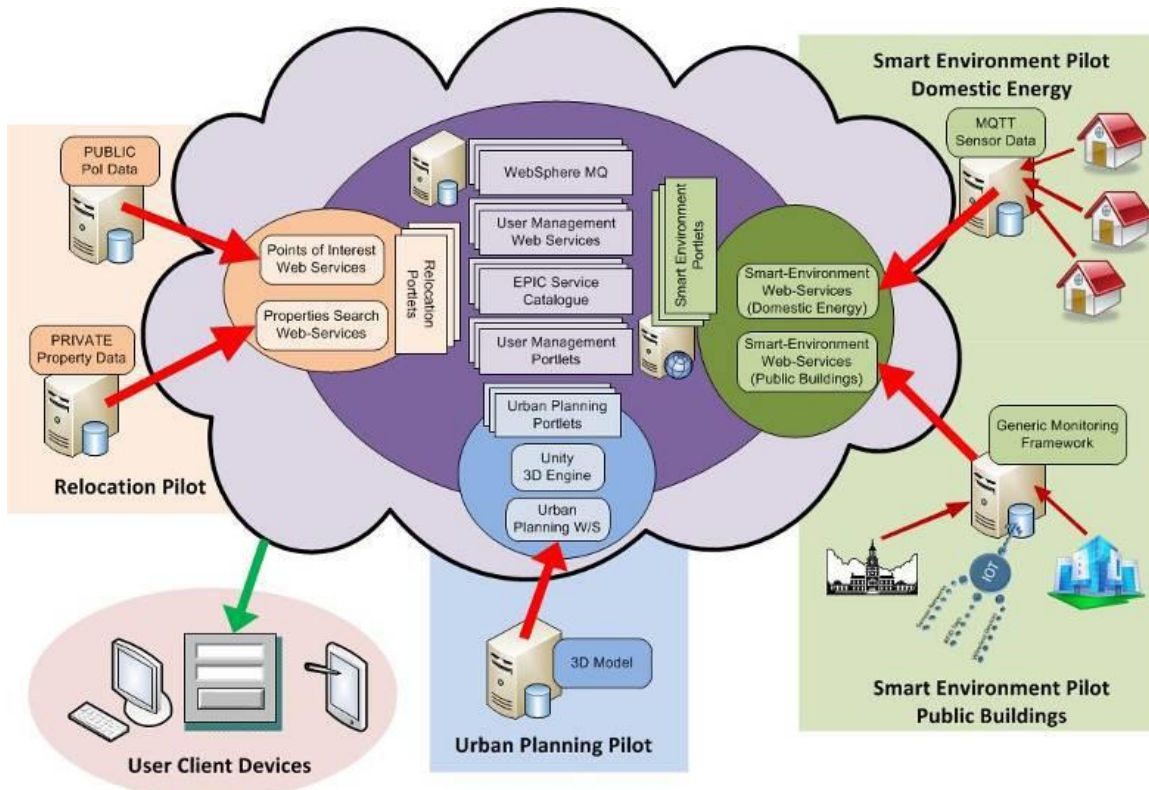 Smart Environment Pilot
Domestic Energy
MQTT
Sensor Data
PUBLIC
PoI Data
PRIVATE
Property Data
Relocation Pilot
Points of Interest
Web Services
Properties Search
Web-Services
Relocation
Portlets
WebSphere MQ
User Management
Web Services
EPIC Service
Catalogue
User Management
Portlets
Smart Environment
Portlets
Smart-Environment
Web-Services
(Domestic Energy)
Smart-Environment
Web-Services
(Public Buildings)
Urban Planning
Portlets
Unity
3D Engine
Urban
Planning W/S
Generic Monitoring
Framework
IOT
Smart Environment Pilot
Public Buildings
3D Model
Urban Planning Pilot
User Client Devices